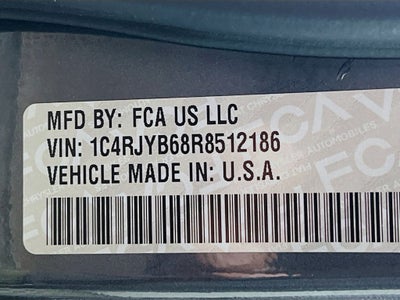 MFD BY: FCA US LLC
VIN: 1C4RJYB68R8512186
VEHICLE MADE IN: U.S.A.